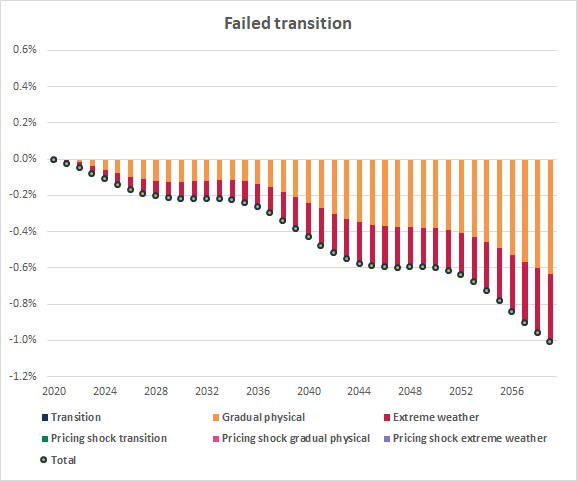 Failed transition
0.6%
0.4%
0.2%
0.0%
-0.2%
-0.4%
-0.6%
-0.8%
-1.0%
-1.2%
2020 2024 2028 2032 2036 2040 2044 2048 2052 2056
Transition Gradual physical Extreme weather
Pricing shock transition Pricing shock gradual physical Pricing shock extreme weather
Total